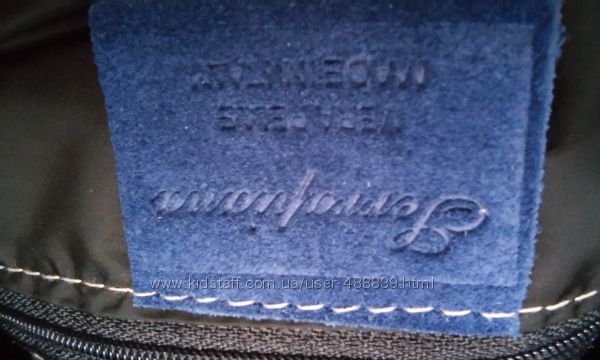 VERA PELLE
MADE IN ITALY
www.kidstaff.com.ua/user-488839.html